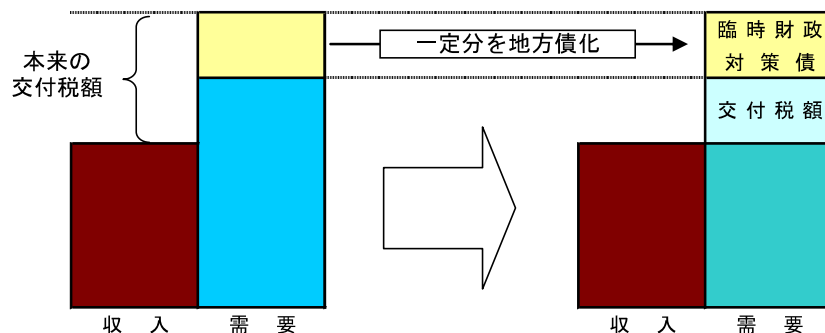 一定分を地方債化
本来の
交付税額
臨時財政
対策債
交付税額
収入
需要
収入
需要